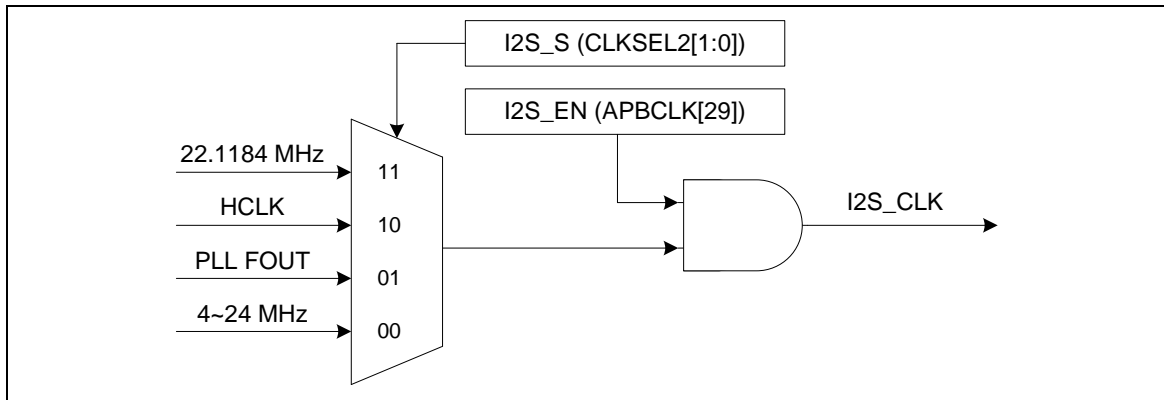 I2S_S (CLKSEL2[1:0])
I2S_EN (APBCLK[29])
22.1184 MHz
11
HCLK
10
PLL FOUT
01
4~24 MHz
00
I2S_CLK